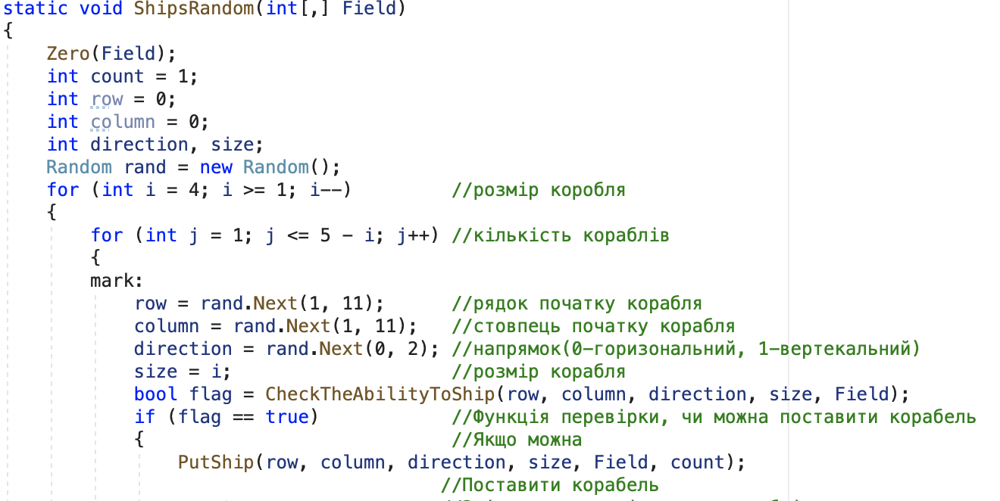 static void ShipsRandom(int[,] Field)
{
Zero(Field);
int count = 1;
int row = 0;
int column = 0;
int direction, size;
Random rand = new Random();
for (int i = 4; i >= 1; i--) //розмір коробля
{
for (int j = 1; j <= 5 - i; j++) //кількість кораблів
{
mark:
row = rand.Next(1, 11); //рядок початку корабля
column = rand.Next(1, 11); //стовпець початку корабля
direction = rand.Next(0, 2); //напрямок(0-горизональний, 1-вертекальний)
size = i; //розмір корабля
bool flag = CheckTheAbilityToShip(row, column, direction, size, Field);
if (flag == true) //Функція перевірки, чи можна поставити корабель
{ //Якщо можна
PutShip(row, column, direction, size, Field, count);
//Поставити корабель